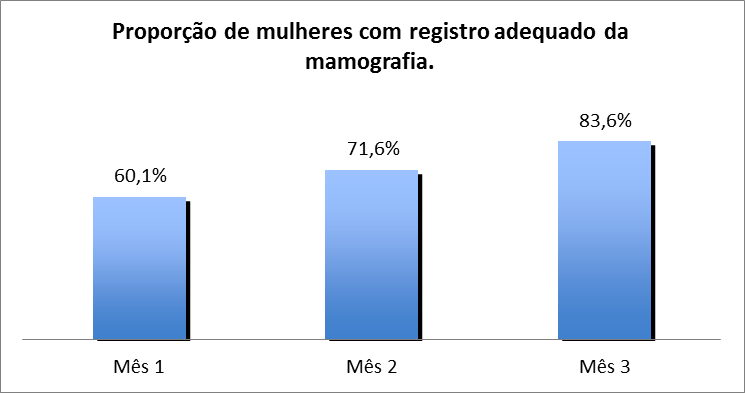 Proporção de mulheres com registro adequado da
mamografia.
83,6%
71,6%
60,1%
Mês 1
Mês 2
Mês 3